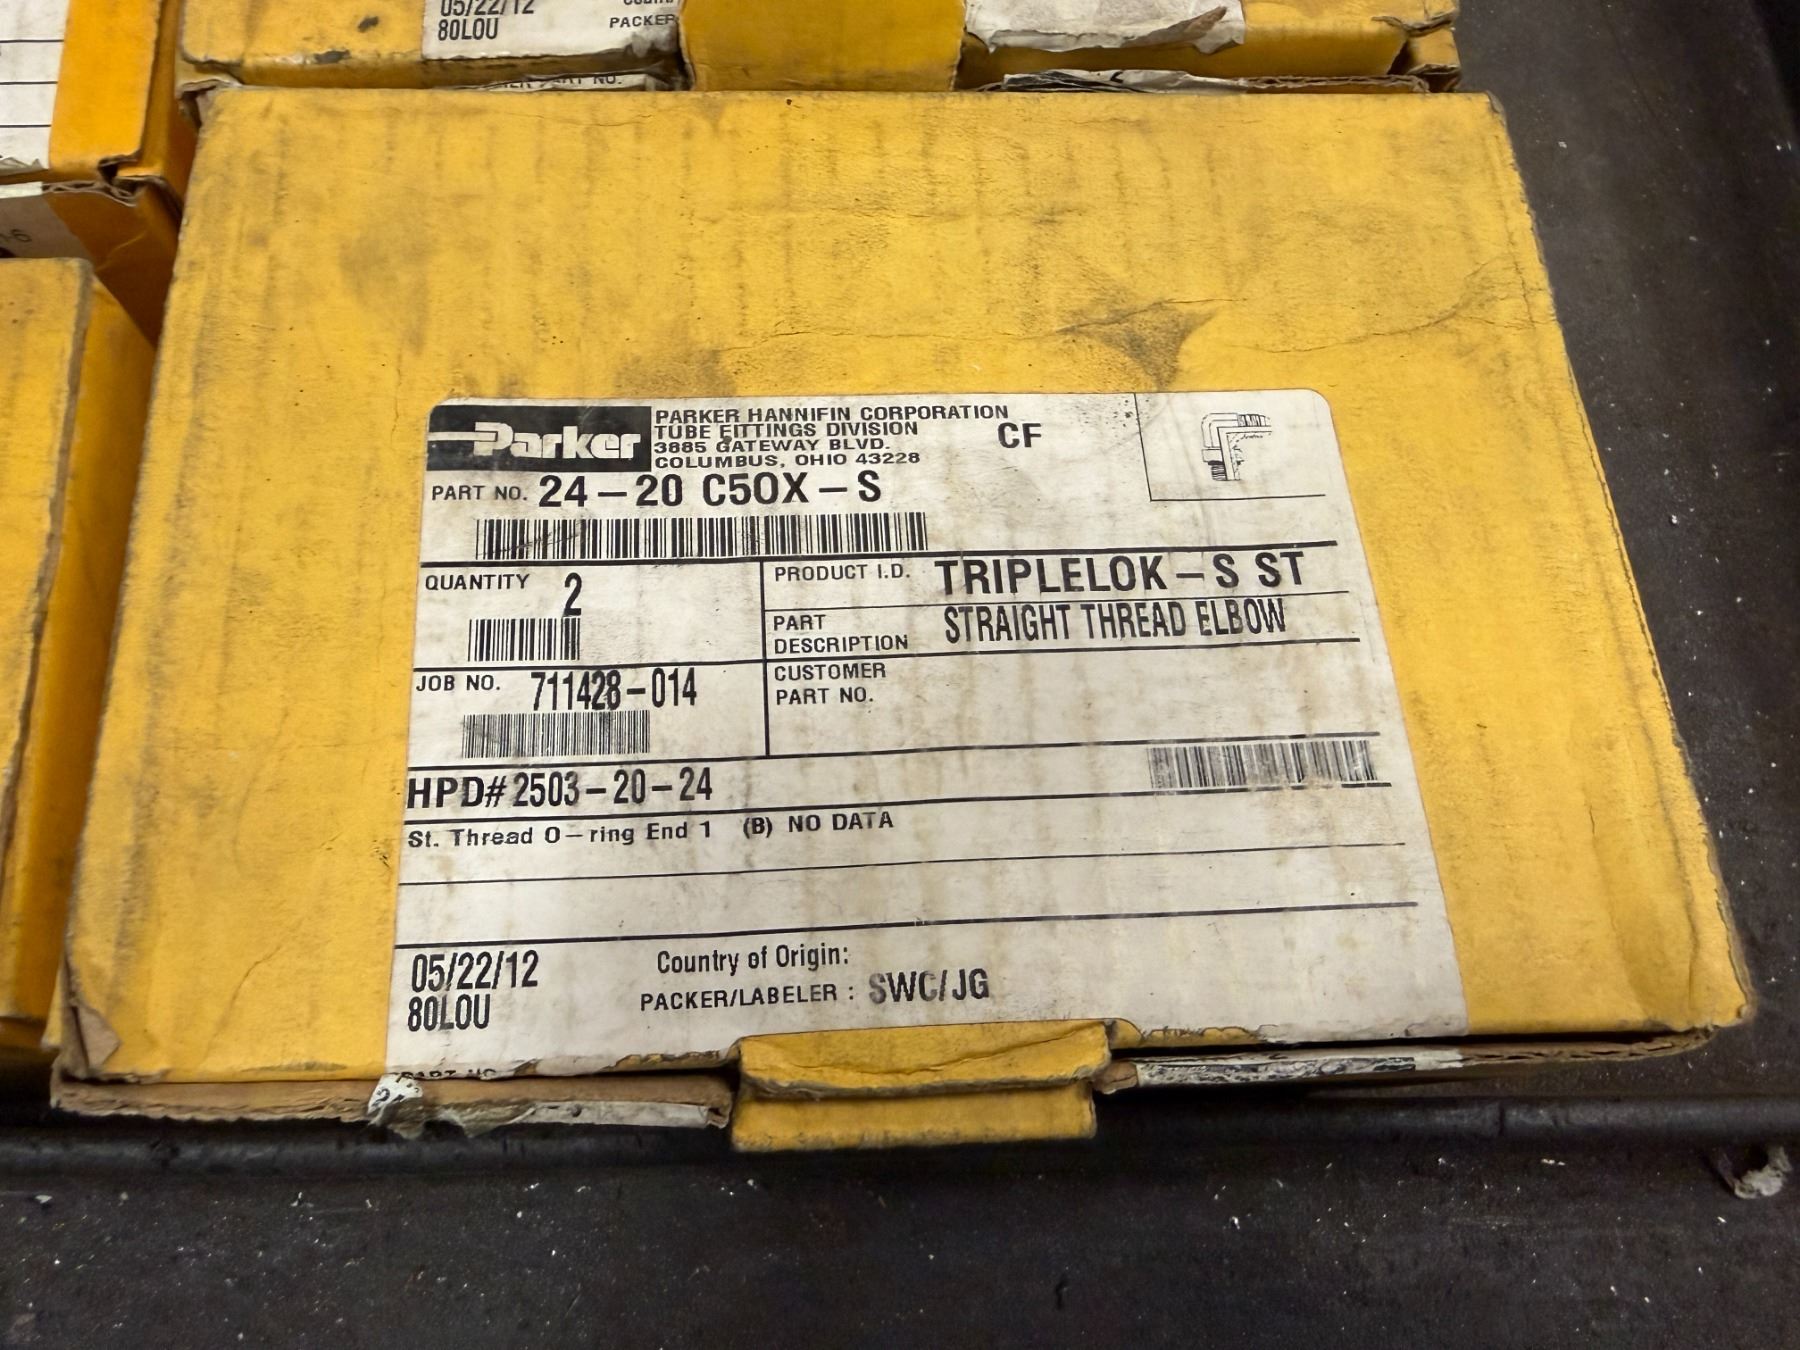 05/22/12
80LOU
PACKER
PART NO.
-6
Parker
PARKER HANNIFIN CORPORATION
TUBE FITTINGS DIVISION
3885 GATEWAY BLVD.
COLUMBUS, OHIO 43228
CF
PART NO. 24-20 C5OX-S
QUANTITY 2
PRODUCT I.D. TRIPLELOK-S ST
PART DESCRIPTION STRAIGHT THREAD ELBOW
JOB NO. 711428-014
CUSTOMER
PART NO.
HPD# 2503-20-24
St. Thread O-ring End 1 (B) NO DATA
05/22/12
80LOU
Country of Origin:
PACKER/LABELER : SWC/JG